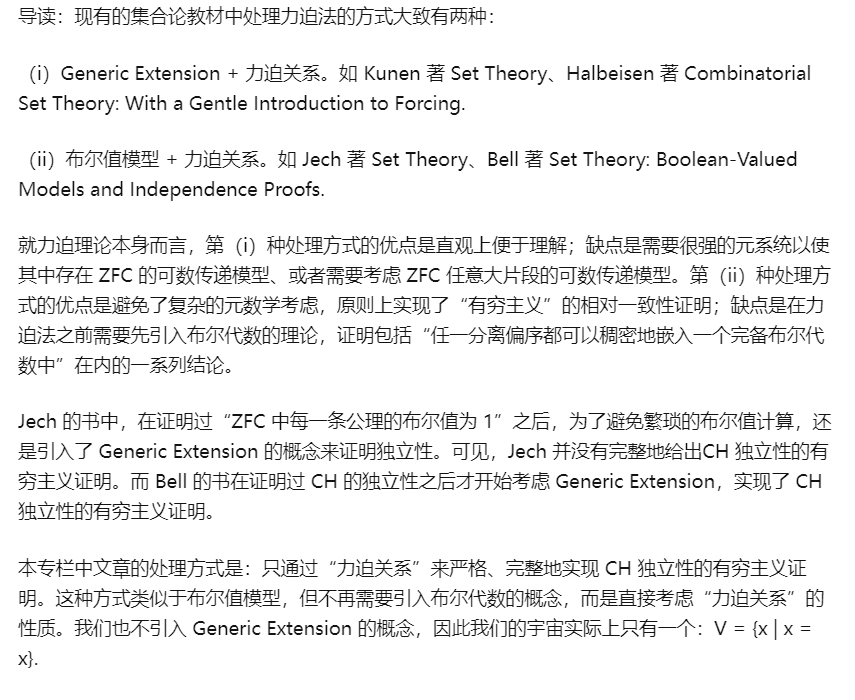 导读：现有的集合论教材中处理力迫法的方式大致有两种：
（i）Generic Extension + 力迫关系。如 Kunen 著 Set Theory、Halbeisen 著 Combinatorial
Set Theory: With a Gentle Introduction to Forcing.
（ii）布尔值模型 + 力迫关系。如 Jech 著 Set Theory、Bell 著 Set Theory: Boolean-Valued
Models and Independence Proofs.
就力迫理论本身而言，第（i）种处理方式的优点是直观上便于理解；缺点是需要很强的元系统以使
其中存在 ZFC 的可数传递模型、或者需要考虑 ZFC 任意大片段的可数传递模型。第（ii）种处理方
式的优点是避免了复杂的元数学考虑，原则上实现了“有穷主义”的相对一致性证明；缺点是在力
迫法之前需要先引入布尔代数的理论，证明包括“任一分离偏序都可以稠密地嵌入一个完备布尔代
数中”在内的一系列结论。
Jech 的书中，在证明过“ZFC 中每一条公理的布尔值为 1”之后，为了避免繁琐的布尔值计算，还
是引入了 Generic Extension 的概念来证明独立性。可见，Jech 并没有完整地给出CH 独立性的有
穷主义证明。而 Bell 的书在证明过 CH 的独立性之后才开始考虑 Generic Extension，实现了 CH
独立性的有穷主义证明。
本专栏中文章的处理方式是：只通过“力迫关系”来严格、完整地实现 CH 独立性的有穷主义证
明。这种方式类似于布尔值模型，但不再需要引入布尔代数的概念，而是直接考虑“力迫关系”的
性质。我们也不引入 Generic Extension 的概念，因此我们的宇宙实际上只有一个：V = {x | x =
x}.